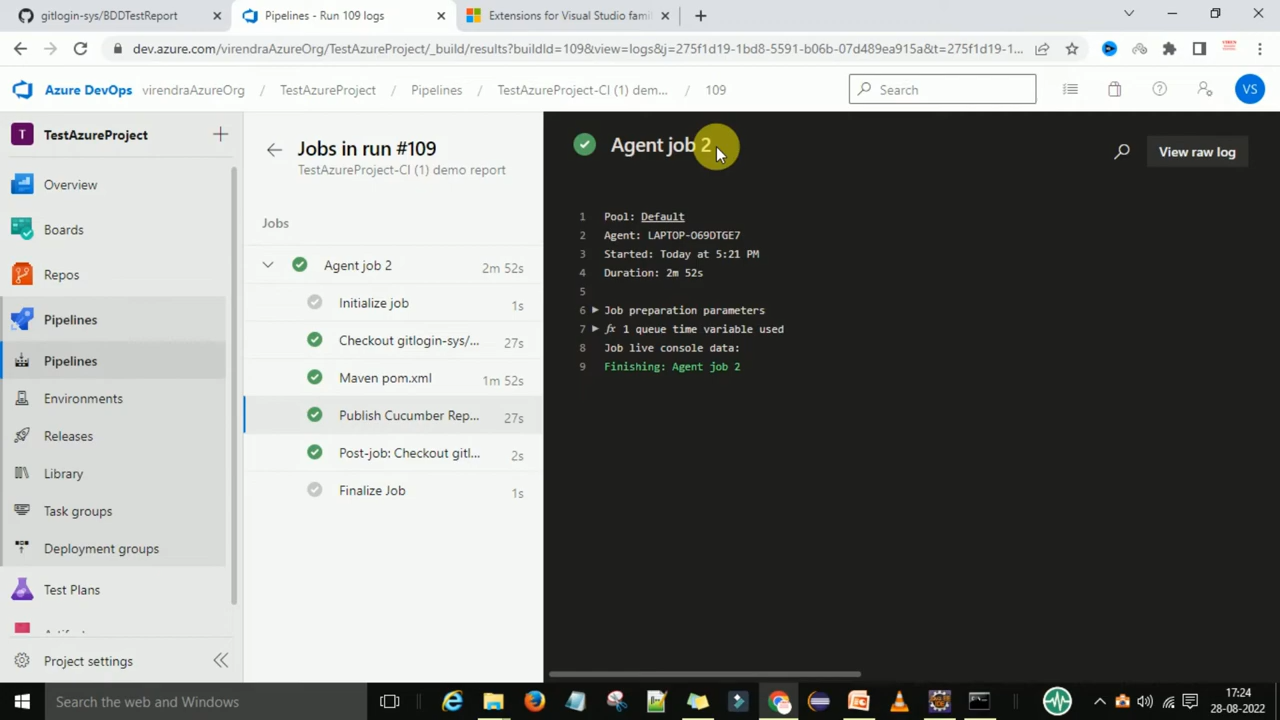 gitlogin-sys/BDDTestReport
Pipelines - Run 109 logs
Extensions for Visual Studio fami
dev.azure.com/virendraAzureOrg/TestAzureProject/_build/results?buildId=109&view=logs&j=275f1d19-1bd8-5591-b06b-07d489ea915a&t=275f1d19-1...
Azure DevOps virendraAzureOrg / TestAzureProject / Pipelines / TestAzureProject-CI (1) demo... / 109
Search
VS
T TestAzureProject
Overview
Boards
Repos
Pipelines
Pipelines
Environments
Releases
Library
Task groups
Deployment groups
Test Plans
Project settings
Jobs in run #109
TestAzureProject-CI (1) demo report
Jobs
Agent job 2 2m 52s
Initialize job 1s
Checkout gitlogin-sys/... 27s
Maven pom.xml 1m 52s
Publish Cucumber Rep... 27s
Post-job: Checkout gitl... 2s
Finalize Job 1s
Agent job 2
View raw log
1 Pool: Default
2 Agent: LAPTOP-O69DTGE7
3 Started: Today at 5:21 PM
4 Duration: 2m 52s
5
6 Job preparation parameters
7 fx 1 queue time variable used
8 Job live console data:
9 Finishing: Agent job 2
Search the web and Windows
17:24
28-08-2022